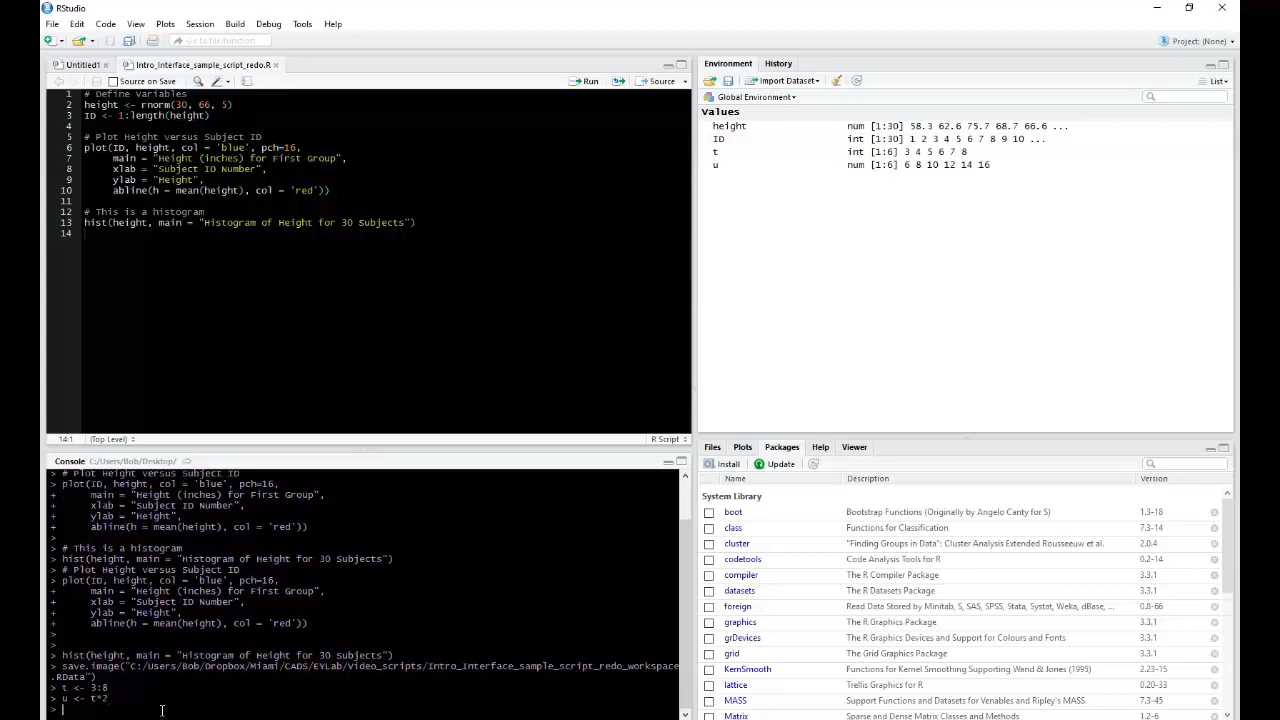 RStudio
File Edit Code View Plots Session Build Debug Tools Help
Go to file/function Project: (None)
Untitled1 Intro_Interface_sample_script_redo.R
Source on Save Run Source
1 # Define Variables
2 height <- rnorm(30, 66, 5)
3 ID <- 1:length(height)
4
5 # Plot Height versus Subject ID
6 plot(ID, height, col = 'blue', pch=16,
7 main = "Height (inches) for First Group",
8 xlab = "Subject ID Number",
9 ylab = "Height",
10 abline(h = mean(height), col = 'red'))
11
12 # This is a histogram
13 hist(height, main = "Histogram of Height for 30 Subjects")
14
14:1 (Top Level) R Script
Console C:/Users/Bob/Desktop/
> # Plot Height versus Subject ID
> plot(ID, height, col = 'blue', pch=16,
+ main = "Height (inches) for First Group",
+ xlab = "Subject ID Number",
+ ylab = "Height",
+ abline(h = mean(height), col = 'red'))
>
> # This is a histogram
> hist(height, main = "Histogram of Height for 30 Subjects")
> # Plot Height versus Subject ID
> plot(ID, height, col = 'blue', pch=16,
+ main = "Height (inches) for First Group",
+ xlab = "Subject ID Number",
+ ylab = "Height",
+ abline(h = mean(height), col = 'red'))
>
>
> hist(height, main = "Histogram of Height for 30 Subjects")
> save.image("C:/Users/Bob/Dropbox/Miami/CADS/EYLab/Video_scripts/Intro_Interface_sample_script_redo_workspace
.RData")
> t <- 3:8
> u <- t*2
>
Environment History
Import Dataset List
Global Environment
Values
height num [1:30] 58.3 62.6 75.7 68.7 66.6 ...
ID int [1:30] 1 2 3 4 5 6 7 8 9 10 ...
t int [1:6] 3 4 5 6 7 8
u num [1:6] 6 8 10 12 14 16
Files Plots Packages Help Viewer
Install Update
Name Description Version
System Library
boot Bootstrap Functions (Originally by Angelo Canty for S) 1.3-18
class Functions for Classification 7.3-14
cluster "Finding Groups in Data": Cluster Analysis Extended Rousseeuw et al. 2.0.4
codetools Code Analysis Tools for R 0.2-14
compiler The R Compiler Package 3.3.1
datasets The R Datasets Package 3.3.1
foreign Read Data Stored by Minitab, S, SAS, SPSS, Stata, Systat, Weka, dBase, ... 0.8-66
graphics The R Graphics Package 3.3.1
grDevices The R Graphics Devices and Support for Colours and Fonts 3.3.1
grid The Grid Graphics Package 3.3.1
KernSmooth Functions for Kernel Smoothing Supporting Wand & Jones (1995) 2.23-15
lattice Trellis Graphics for R 0.20-33
MASS Support Functions and Datasets for Venables and Ripley's MASS 7.3-45
Matrix Sparse and Dense Matrix Classes and Methods 1.2-6